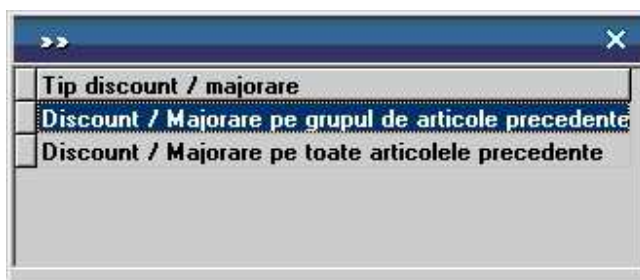 >>
Tip discount / majorare
Discount / Majorare pe grupul de articole precedente
Discount / Majorare pe toate articolele precedente